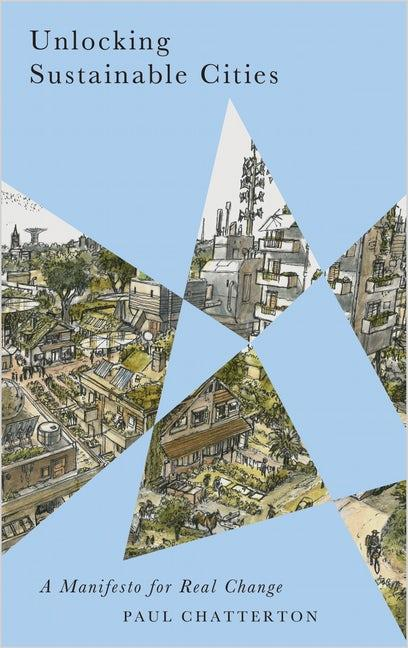 Unlocking
Sustainable Cities
A Manifesto for Real Change
PAUL CHATTERTON